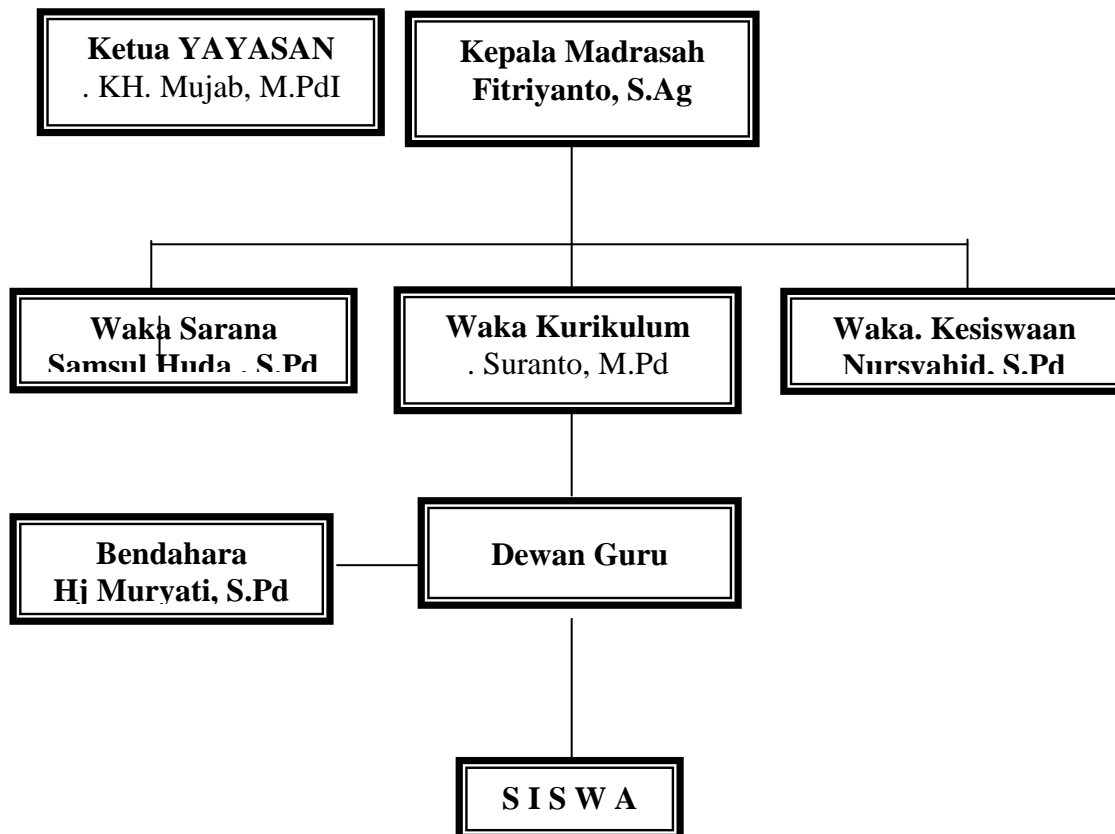 Ketua YAYASAN
. KH. Mujab, M.PdI
Kepala Madrasah
Fitriyanto, S.Ag
Waka Sarana
Samsul Huda , S.Pd
Waka Kurikulum
. Suranto, M.Pd
Waka. Kesiswaan
Nursyahid, S.Pd
Bendahara
Hj Muryati, S.Pd
Dewan Guru
S I S W A